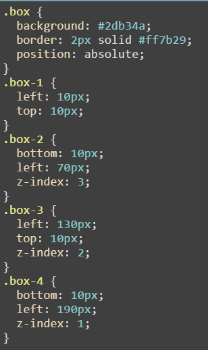 .box {
  background: #2db34a;
  border: 2px solid #ff7b29;
  position: absolute;
}
.box-1 {
  left: 10px;
  top: 10px;
}
.box-2 {
  bottom: 10px;
  left: 70px;
  z-index: 3;
}
.box-3 {
  left: 130px;
  top: 10px;
  z-index: 2;
}
.box-4 {
  bottom: 10px;
  left: 190px;
  z-index: 1;
}